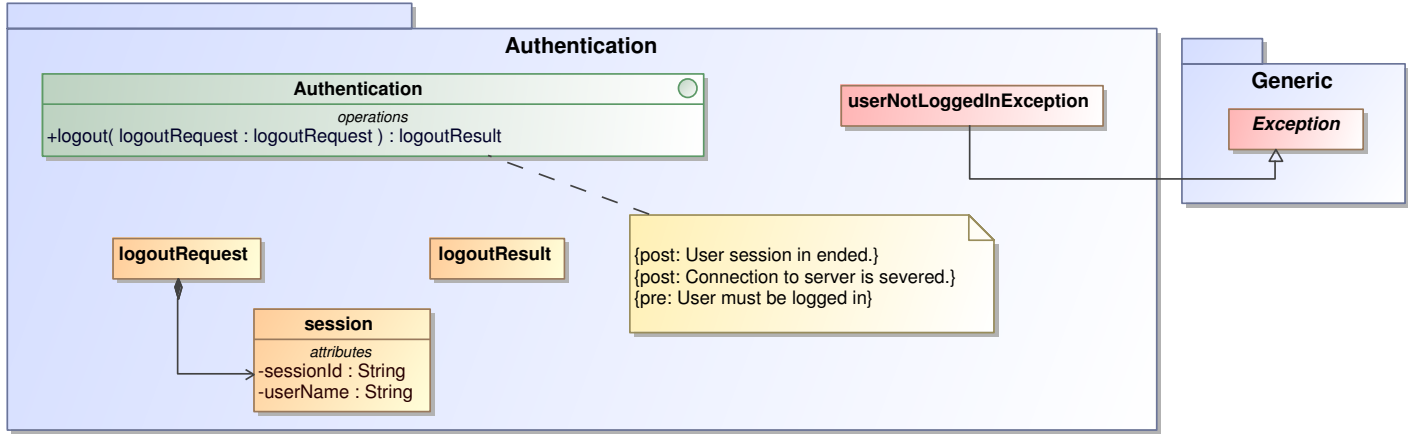 Authentication
Authentication
operations
+logout( logoutRequest : logoutRequest ) : logoutResult
userNotLoggedInException
Generic
Exception
logoutRequest
logoutResult
{post: User session in ended.}
{post: Connection to server is severed.}
{pre: User must be logged in}
session
attributes
-sessionId : String
-userName : String